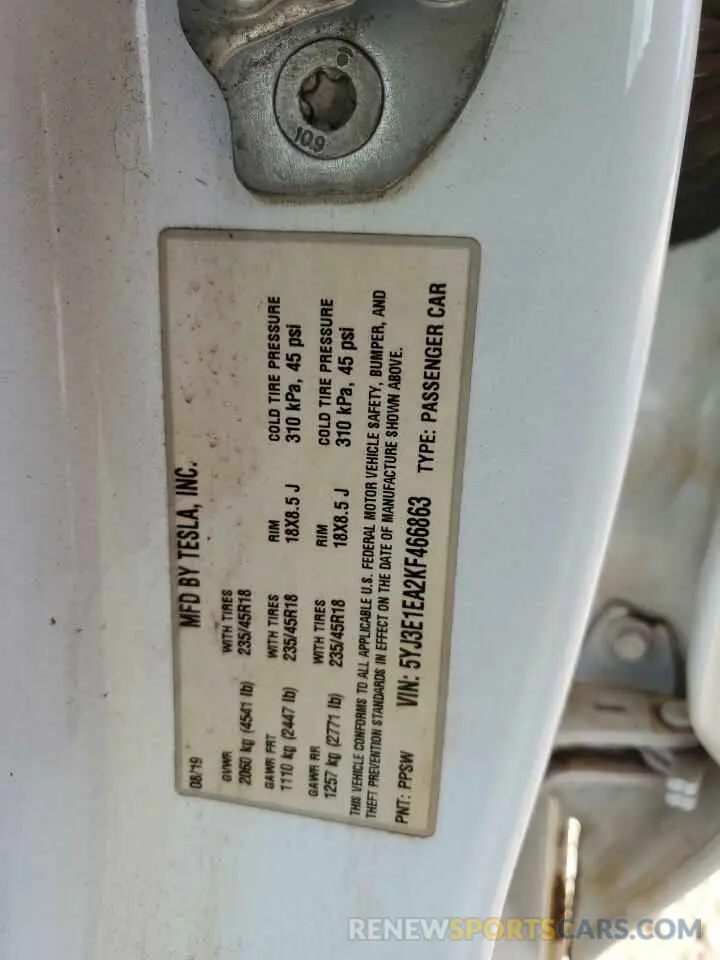 10.9
MFD BY TESLA, INC.
08/19
GVWR WITH TIRES
2060 kg (4541 lb) 235/45R18
GAWR FRT WITH TIRES RIM COLD TIRE PRESSURE
1110 kg (2447 lb) 235/45R18 18X8.5 J 310 kPa, 45 psi
GAWR RR WITH TIRES RIM COLD TIRE PRESSURE
1257 kg (2771 lb) 235/45R18 18X8.5 J 310 kPa, 45 psi
THIS VEHICLE CONFORMS TO ALL APPLICABLE U.S. FEDERAL MOTOR VEHICLE SAFETY, BUMPER, AND
THEFT PREVENTION STANDARDS IN EFFECT ON THE DATE OF MANUFACTURE SHOWN ABOVE.
PNT: PPSW VIN: 5YJ3E1EA2KF466863 TYPE: PASSENGER CAR
RENEWSPORTSCARS.COM